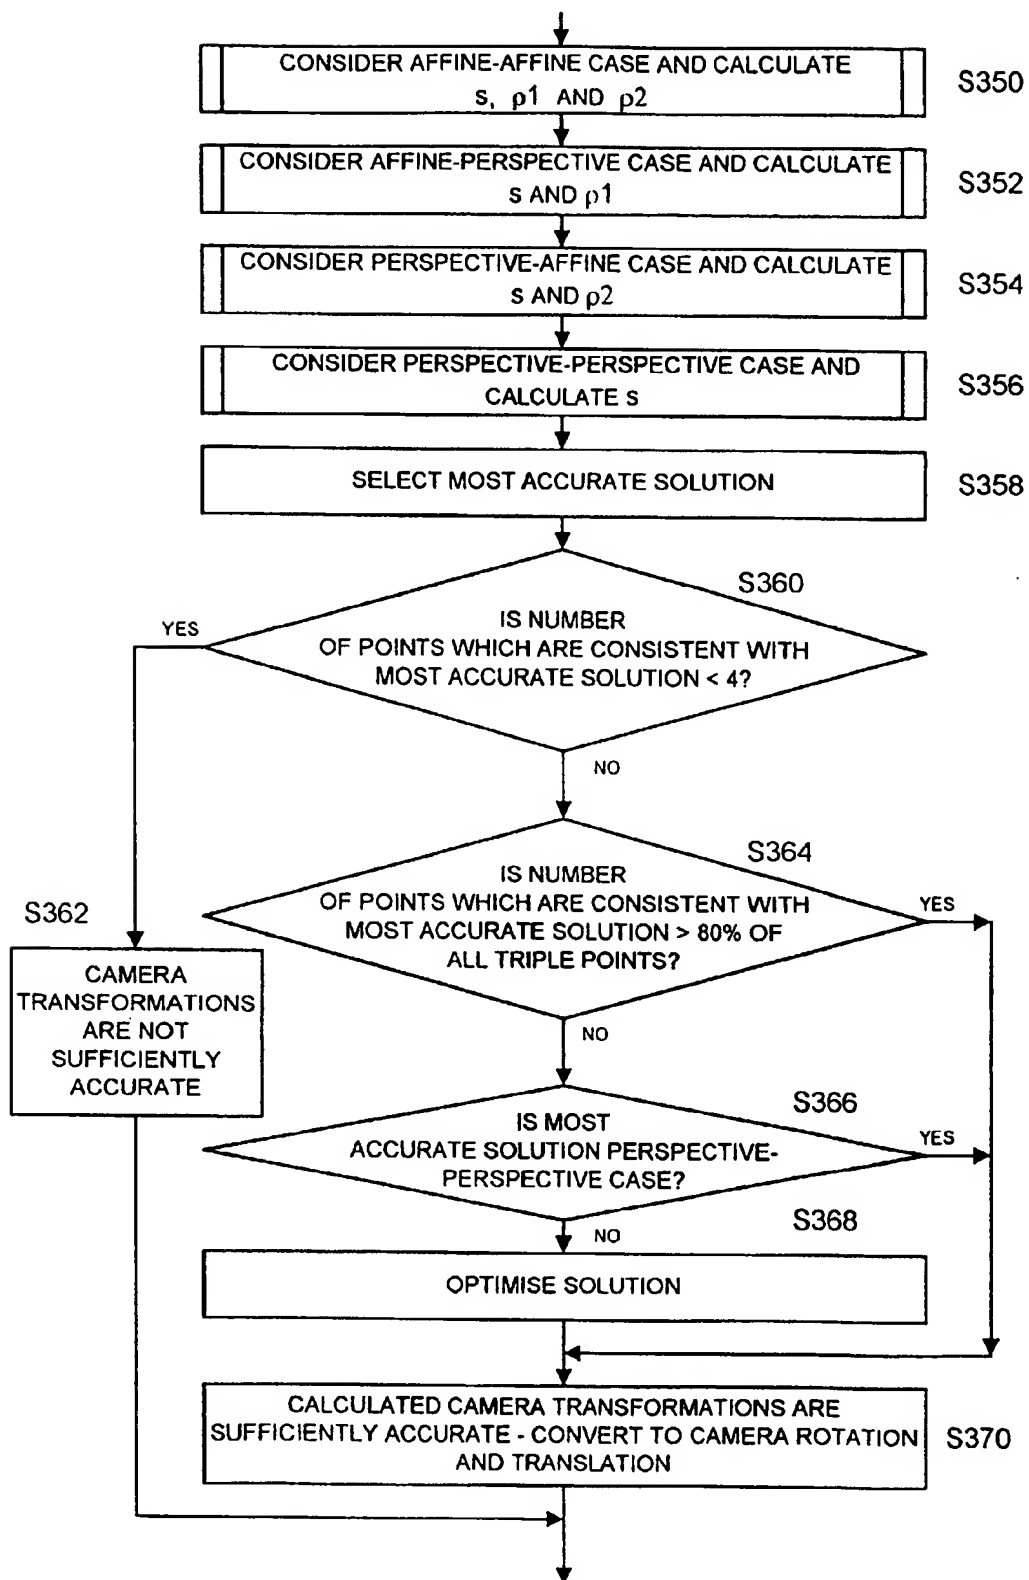 CONSIDER AFFINE-AFFINE CASE AND CALCULATE
s, ρ1 AND ρ2
S350
CONSIDER AFFINE-PERSPECTIVE CASE AND CALCULATE
s AND ρ1
S352
CONSIDER PERSPECTIVE-AFFINE CASE AND CALCULATE
s AND ρ2
S354
CONSIDER PERSPECTIVE-PERSPECTIVE CASE AND
CALCULATE s
S356
SELECT MOST ACCURATE SOLUTION
S358
S360
YES
IS NUMBER
OF POINTS WHICH ARE CONSISTENT WITH
MOST ACCURATE SOLUTION < 4?
NO
S364
IS NUMBER
OF POINTS WHICH ARE CONSISTENT WITH
MOST ACCURATE SOLUTION > 80% OF
ALL TRIPLE POINTS?
YES
S362
CAMERA
TRANSFORMATIONS
ARE NOT
SUFFICIENTLY
ACCURATE
NO
S366
IS MOST
ACCURATE SOLUTION PERSPECTIVE-
PERSPECTIVE CASE?
YES
S368
NO
OPTIMISE SOLUTION
CALCULATED CAMERA TRANSFORMATIONS ARE
SUFFICIENTLY ACCURATE - CONVERT TO CAMERA ROTATION
AND TRANSLATION
S370